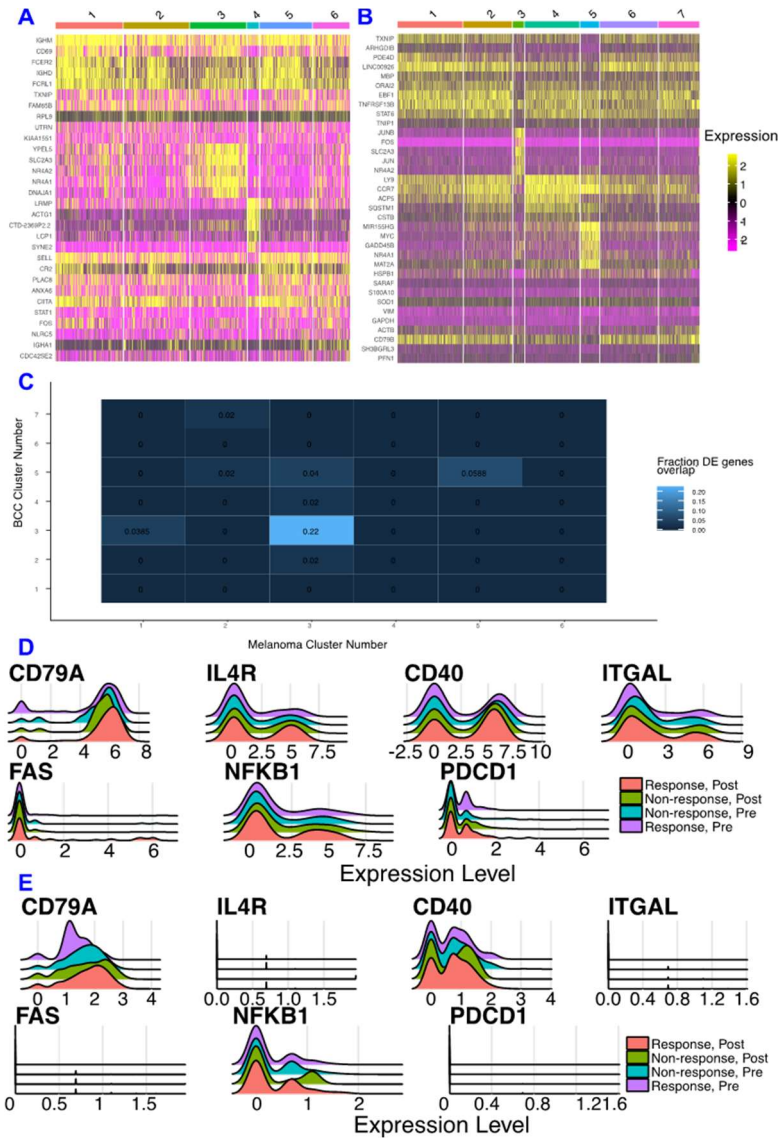 A
B
1 2 3 4 5 6
1 2 3 4 5 6 7
IGHM
CD69
FCER2
IGHD
FCRL1
TXNIP
FAM65B
RPL9
UTRN
KIAA1551
YPEL5
SLC2A3
NR4A2
NR4A1
DNAJA1
LRMP
ACTG1
CTD-2369P2.2
LCP1
SYNE2
SELL
CR2
PLAC8
ANXA6
CIITA
STAT1
FOS
NLRC5
IGHA1
CDC42SE2
TXNIP
ARHGDIB
PDE4D
LINC00926
MBP
ORAI2
EBF1
TNFRSF13B
STAT6
TNIP1
JUNB
FOS
SLC2A3
JUN
NR4A2
LY9
CCR7
ACP5
SQSTM1
CSTB
MIR155HG
MYC
GADD45B
NR4A1
MAT2A
HSPB1
SARAF
S100A10
SOD1
VIM
GAPDH
ACTB
CD79B
SH3BGRL3
PFN1
Expression
2
1
0
1
2
C
BCC Cluster Number
7 0 0.02 0 0 0 0
6 0 0 0 0 0 0
5 0 0.02 0.04 0 0.0588 0
4 0 0 0.02 0 0 0
3 0.0385 0 0.22 0 0 0
2 0 0 0.02 0 0 0
1 0 0 0 0 0 0
1 2 3 4 5 6
Melanoma Cluster Number
Fraction DE genes
overlap
0.20
0.15
0.10
0.05
0.00
D
CD79A IL4R CD40 ITGAL
0 2 4 6 8
0 2.5 5 7.5
-2.5 0 5 10
0 3 6 9
FAS NFKB1 PDCD1
0 2 4 6
0 2.5 5 7.5
0 2 4 6
Response, Post
Non-response, Post
Non-response, Pre
Response, Pre
Expression Level
E
CD79A IL4R CD40 ITGAL
0 1 2 3 4
0 0.5 1.0 1.5
0 1 2 3 4
0 0.4 0.8 1.2 1.6
FAS NFKB1 PDCD1
0 0.5 1 1.5
0 1 2
0 0.4 0.8 1.21.6
Response, Post
Non-response, Post
Non-response, Pre
Response, Pre
Expression Level